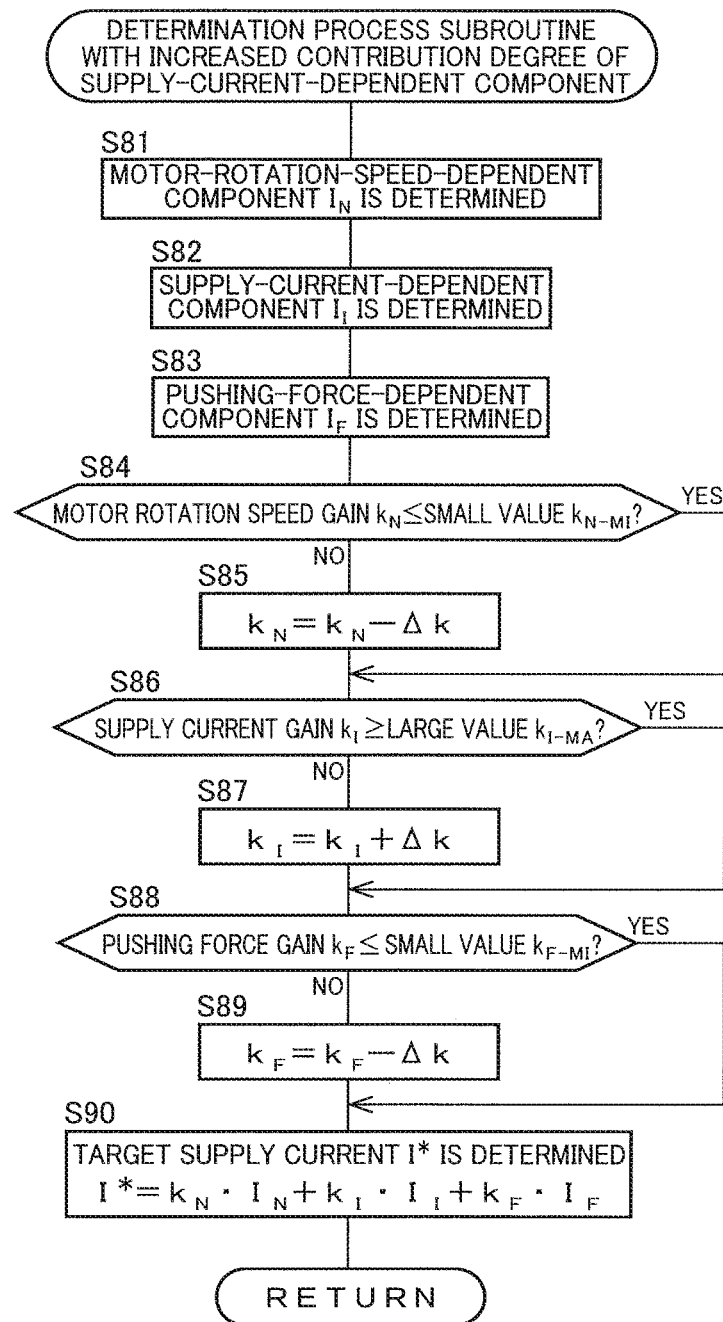 DETERMINATION PROCESS SUBROUTINE
WITH INCREASED CONTRIBUTION DEGREE OF
SUPPLY-CURRENT-DEPENDENT COMPONENT
S81
MOTOR-ROTATION-SPEED-DEPENDENT
COMPONENT I_N IS DETERMINED
S82
SUPPLY-CURRENT-DEPENDENT
COMPONENT I_I IS DETERMINED
S83
PUSHING-FORCE-DEPENDENT
COMPONENT I_F IS DETERMINED
S84
MOTOR ROTATION SPEED GAIN k_N≤SMALL VALUE k_N-MI?
YES
NO
S85
k_N=k_N-Δk
S86
SUPPLY CURRENT GAIN k_I≥LARGE VALUE k_I-MA?
YES
NO
S87
k_I=k_I+Δk
S88
PUSHING FORCE GAIN k_F≤SMALL VALUE k_F-MI?
YES
NO
S89
k_F=k_F-Δk
S90
TARGET SUPPLY CURRENT I* IS DETERMINED
I*=k_N・I_N+k_I・I_I+k_F・I_F
RETURN